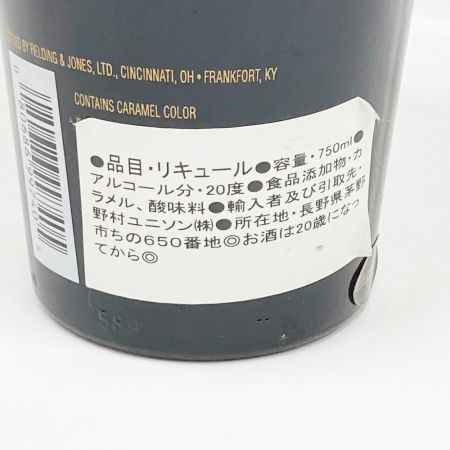 BY FIELDING & JONES, LTD., CINCINNATI, OH • FRANKFORT, KY
CONTAINS CARAMEL COLOR
●品目・リキュール●容量・750ml●
アルコール分・20度●食品添加物・カ
ラメル、酸味料●輸入者及び引取先・
野村ユニソン(株)●所在地・長野県茅野
市ちの650番地◎お酒は20歳になっ
てから◎